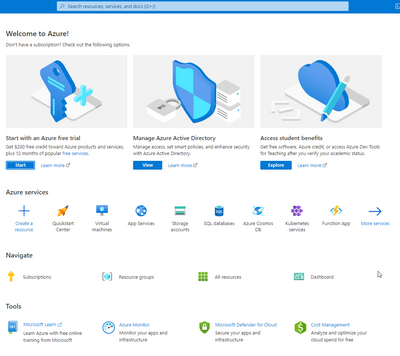 Search resources, services, and docs (G+/)
Welcome to Azure!
Don't have a subscription? Check out the following options.
Start with an Azure free trial
Get $200 free credit toward Azure products and services,
plus 12 months of popular free services.
Start
Learn more
Manage Azure Active Directory
Manage access, set smart policies, and enhance security
with Azure Active Directory.
View
Learn more
Access student benefits
Get free software, Azure credit, or access Azure Dev Tools
for Teaching after you verify your academic status.
Explore
Learn more
Azure services
Create a
resource
Quickstart
Center
Virtual
machines
App Services
Storage
accounts
SQL databases
Azure Cosmos
DB
Kubernetes
services
Function App
More services
Navigate
Subscriptions
Resource groups
All resources
Dashboard
Tools
Microsoft Learn
Learn Azure with free online
training from Microsoft
Azure Monitor
Monitor your apps and
infrastructure
Microsoft Defender for Cloud
Secure your apps and
infrastructure
Cost Management
Analyze and optimize your
cloud spend for free